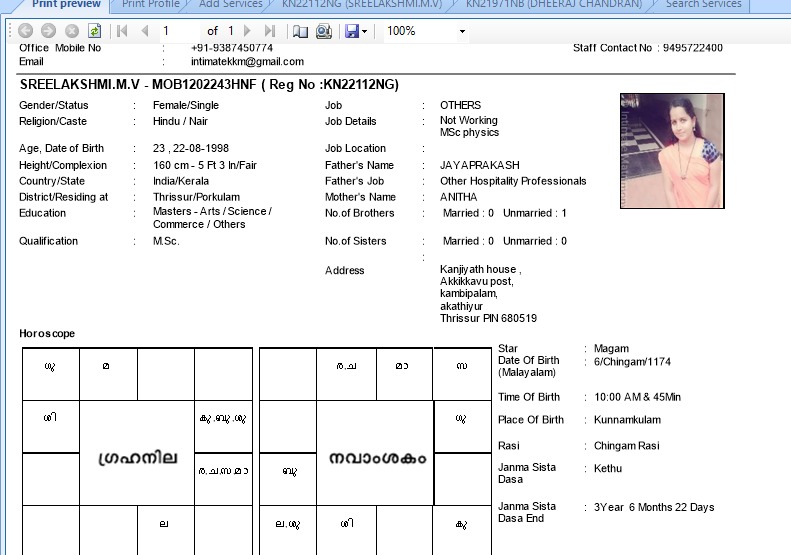 Print preview Print Profile Add Services KN22112NG (SREELAKSHMI.M.V) KN21971NB (DHEERAJ CHANDRAN) Search Services
1 of 1 100%
Office Mobile No : +91-9387450774 Staff Contact No : 9495722400
Email : intimatekkm@gmail.com
SREELAKSHMI.M.V - MOB1202243HNF ( Reg No :KN22112NG)
Gender/Status : Female/Single Job : OTHERS
Religion/Caste : Hindu / Nair Job Details : Not Working
MSc physics
Age, Date of Birth : 23 , 22-08-1998 Job Location :
Height/Complexion : 160 cm - 5 Ft 3 In/Fair Father's Name : JAYAPRAKASH
Country/State : India/Kerala Father's Job : Other Hospitality Professionals
District/Residing at : Thrissur/Porkulam Mother's Name : ANITHA
Education : Masters - Arts / Science / Commerce / Others No.of Brothers : Married : 0 Unmarried : 1
Qualification : M.Sc. No.of Sisters : Married : 0 Unmarried : 0
:
Address Kanjiyath house ,
Akkikavu post,
kambipalam,
akathiyur
Thrissur PIN 680519
Horoscope
ഗു മ ര.ച മാ സ
ശി കു.ബു.ശു ഗു
ഗ്രഹനില നവാംശകം
ര.ച.സ.മാ ബു
ല ല.ശു ശി കു
Star : Magam
Date Of Birth (Malayalam) : 6/Chingam/1174
Time Of Birth : 10:00 AM & 45Min
Place Of Birth : Kunnamkulam
Rasi : Chingam Rasi
Janma Sista Dasa : Kethu
Janma Sista Dasa End : 3Year 6 Months 22 Days